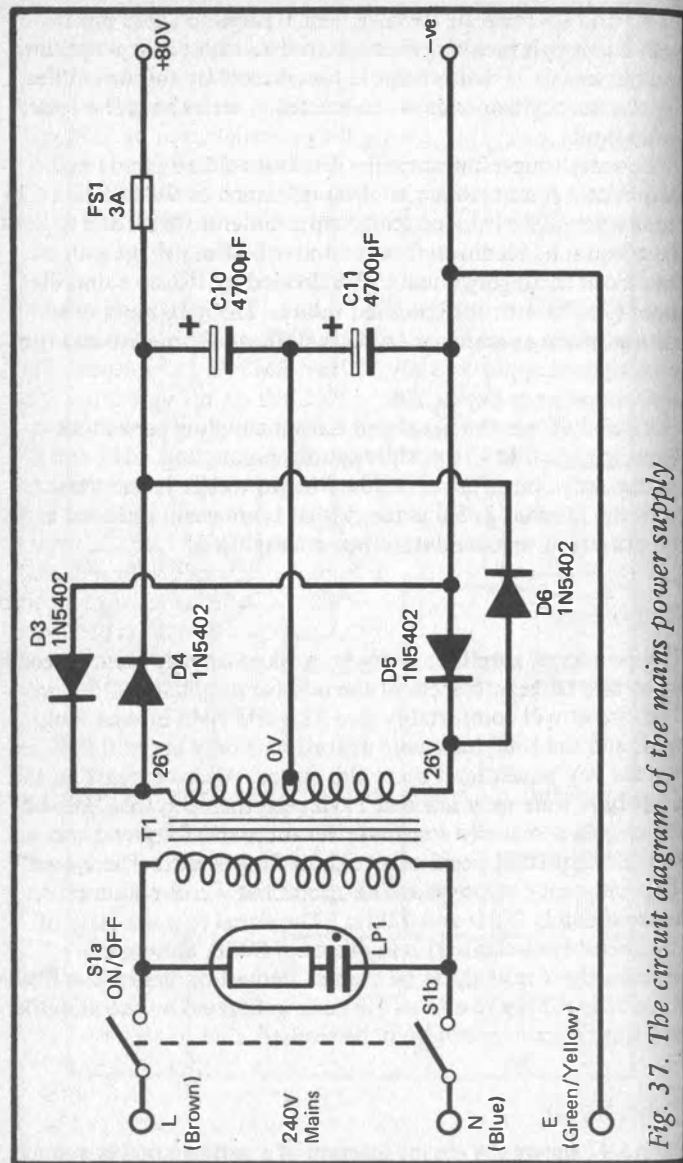 S1a
ON/OFF
L
(Brown)
240V
Mains
LP1
S1b
N
(Blue)
E
(Green/Yellow)
T1
26V
0V
26V
D3
1N5402
D4
1N5402
D5
1N5402
D6
1N5402
+
C10
4700µF
+
C11
4700µF
FS1
3A
+80V
−ve
Fig. 37. The circuit diagram of the mains power supply